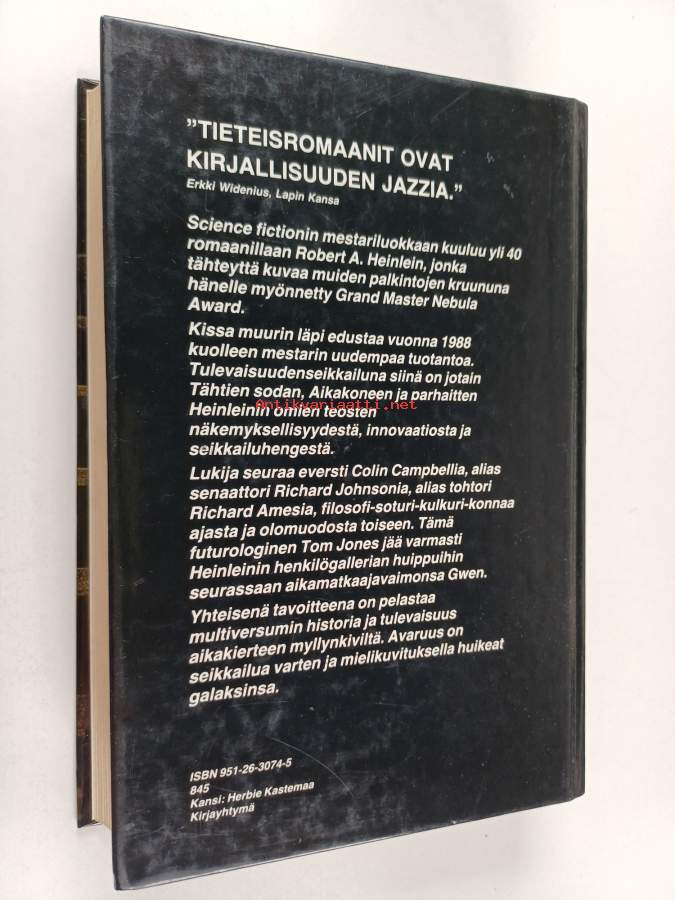 "TIETEISROMAANIT OVAT
KIRJALLISUUDEN JAZZIA."
Erkki Widenius, Lapin Kansa
Science fictionin mestariluokkaan kuuluu yli 40
romaanillaan Robert A. Heinlein, jonka
tähteyttä kuvaa muiden palkintojen kruununa
hänelle myönnetty Grand Master Nebula
Award.
Kissa muurin läpi edustaa vuonna 1988
kuolleen mestarin uudempaa tuotantoa.
Tulevaisuudenseikkailuna siinä on jotain
Tähtien sodan, Aikakoneen ja parhaitten
Antikvariaatti.net
Heinleinin omien teosten
näkemyksellisyydestä, innovaatiosta ja
seikkailuhengestä.
Lukija seuraa eversti Colin Campbellia, alias
senaattori Richard Johnsonia, alias tohtori
Richard Amesia, filosofi-soturi-kulkuri-konnaa
ajasta ja olomuodosta toiseen. Tämä
futurologinen Tom Jones jää varmasti
Heinleinin henkilögallerian huippuihin
seurassaan aikamatkaajavaimonsa Gwen.
Yhteisenä tavoitteena on pelastaa
multiversumin historia ja tulevaisuus
aikakierteen myllynkiviltä. Avaruus on
seikkailua varten ja mielikuvituksella huikeat
galaksinsa.
ISBN 951-26-3074-5
845
Kansi: Herbie Kastemaa
Kirjayhtymä